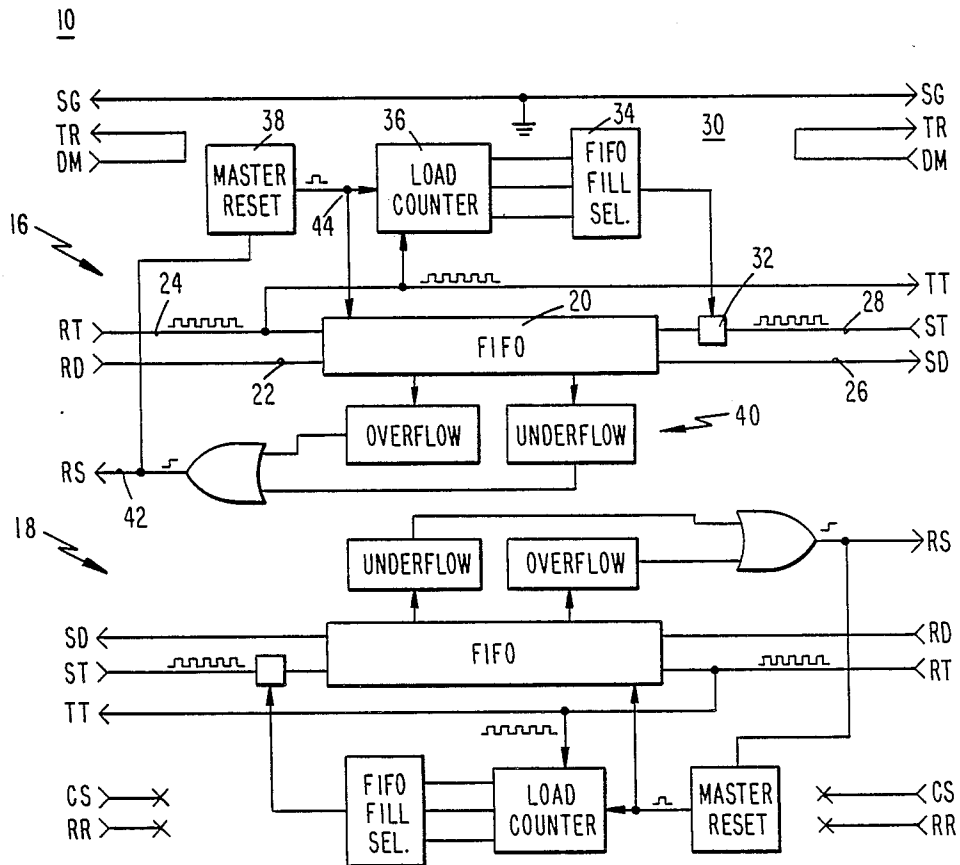 10
SG
SG
TR
DM
38
MASTER
RESET
36
LOAD
COUNTER
34
FIFO
FILL
SEL.
30
TR
DM
44
16
24
32
28
TT
RT
20
FIFO
ST
RD
22
26
SD
OVERFLOW
UNDERFLOW
40
RS
42
18
UNDERFLOW
OVERFLOW
RS
SD
FIFO
RD
ST
RT
TT
CS
RR
FIFO
FILL
SEL.
LOAD
COUNTER
MASTER
RESET
CS
RR